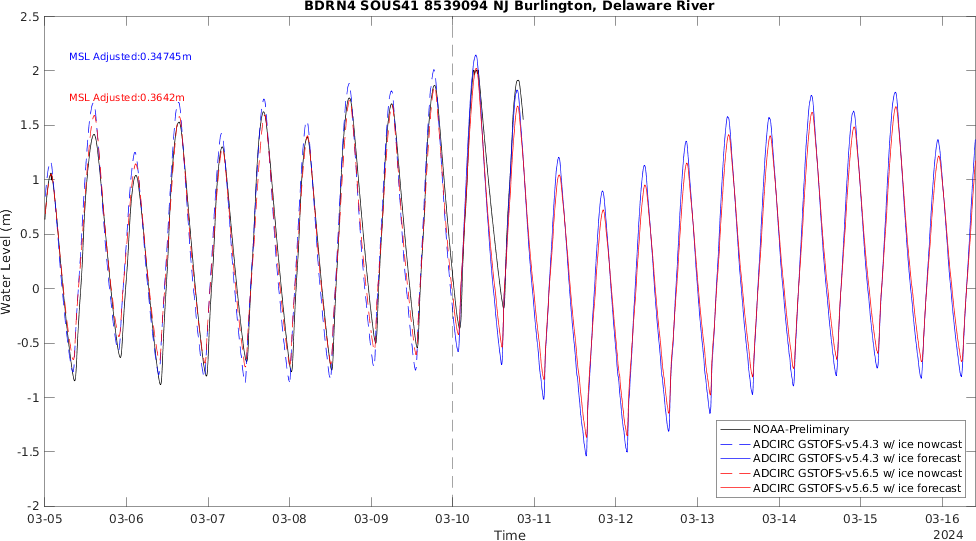 BDRN4 SOUS41 8539094 NJ Burlington, Delaware River
MSL Adjusted:0.34745m
MSL Adjusted:0.3642m
Water Level (m)
2.5
2
1.5
1
0.5
0
-0.5
-1
-1.5
-2
NOAA-Preliminary
ADCIRC GSTOFS-v5.4.3 w/ ice nowcast
ADCIRC GSTOFS-v5.4.3 w/ ice forecast
ADCIRC GSTOFS-v5.6.5 w/ ice nowcast
ADCIRC GSTOFS-v5.6.5 w/ ice forecast
03-05 03-06 03-07 03-08 03-09 03-10 03-11 03-12 03-13 03-14 03-15 03-16
Time
2024